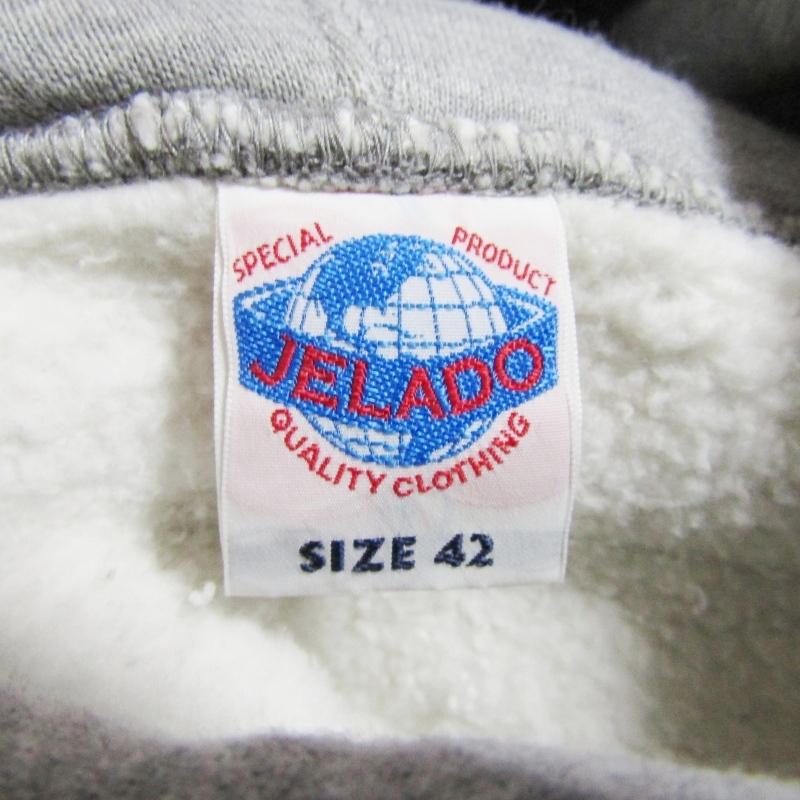 SPECIAL PRODUCT
JELADO
QUALITY CLOTHING
SIZE 42